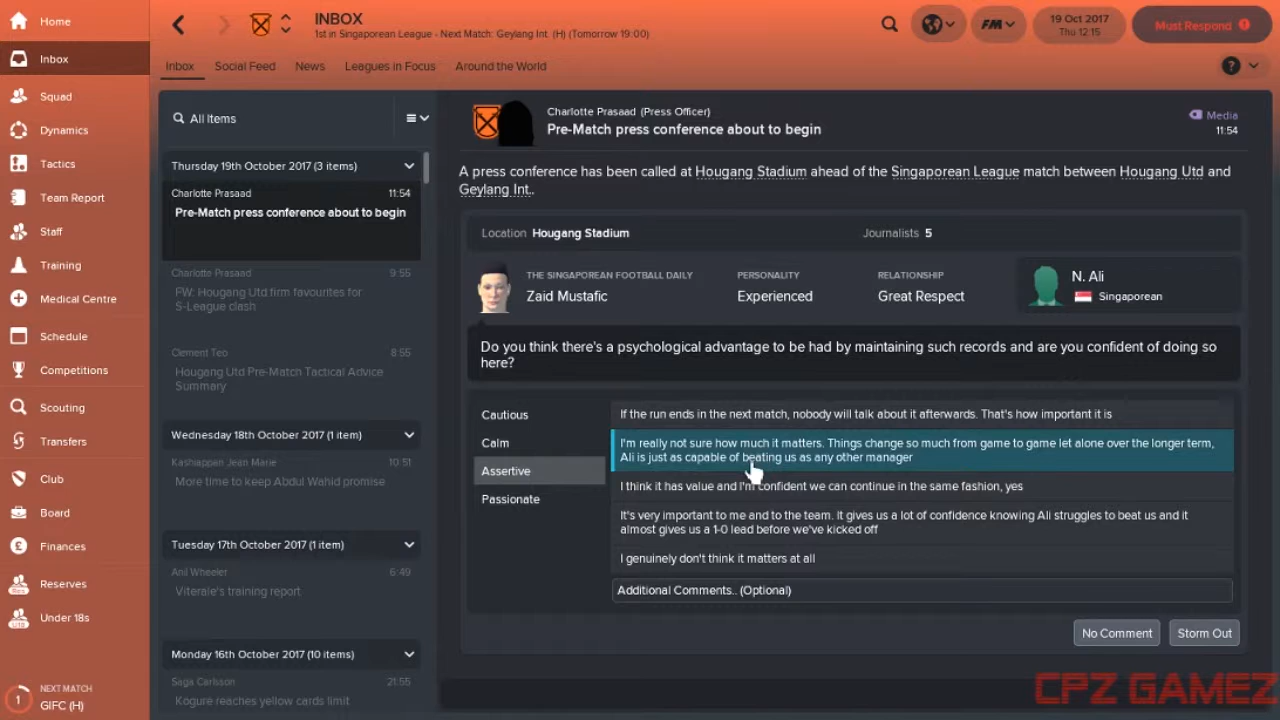 Home
Inbox
Squad
Dynamics
Tactics
Team Report
Staff
Training
Medical Centre
Schedule
Competitions
Scouting
Transfers
Club
Board
Finances
Reserves
Under 18s
1
NEXT MATCH
GIFC (H)
INBOX
1st in Singaporean League - Next Match: Geylang Int. (H) (Tomorrow 19:00)
FM
19 Oct 2017
Thu 12:15
Must Respond
Inbox
Social Feed
News
Leagues in Focus
Around the World
?
All Items
Thursday 19th October 2017 (3 items)
Charlotte Prasaad 11:54
Pre-Match press conference about to begin
Charlotte Prasaad 9:55
FW: Hougang Utd firm favourites for
S-League clash
Clement Teo 8:55
Hougang Utd Pre-Match Tactical Advice
Summary
Wednesday 18th October 2017 (1 item)
Kashiappan Jean Marie 10:51
More time to keep Abdul Wahid promise
Tuesday 17th October 2017 (1 item)
Anil Wheeler 6:49
Viterale's training report
Monday 16th October 2017 (10 items)
Saga Carlsson 21:55
Kogure reaches yellow cards limit
Charlotte Prasaad (Press Officer)
Pre-Match press conference about to begin
Media
11:54
A press conference has been called at Hougang Stadium ahead of the Singaporean League match between Hougang Utd and
Geylang Int..
Location Hougang Stadium
Journalists 5
THE SINGAPOREAN FOOTBALL DAILY
Zaid Mustafic
PERSONALITY
Experienced
RELATIONSHIP
Great Respect
N. Ali
Singaporean
Do you think there's a psychological advantage to be had by maintaining such records and are you confident of doing so
here?
Cautious
Calm
Assertive
Passionate
If the run ends in the next match, nobody will talk about it afterwards. That's how important it is
I'm really not sure how much it matters. Things change so much from game to game let alone over the longer term,
Ali is just as capable of beating us as any other manager
I think it has value and I'm confident we can continue in the same fashion, yes
It's very important to me and to the team. It gives us a lot of confidence knowing Ali struggles to beat us and it
almost gives us a 1-0 lead before we've kicked off
I genuinely don't think it matters at all
Additional Comments.. (Optional)
No Comment
Storm Out
CPZ GAMEZ